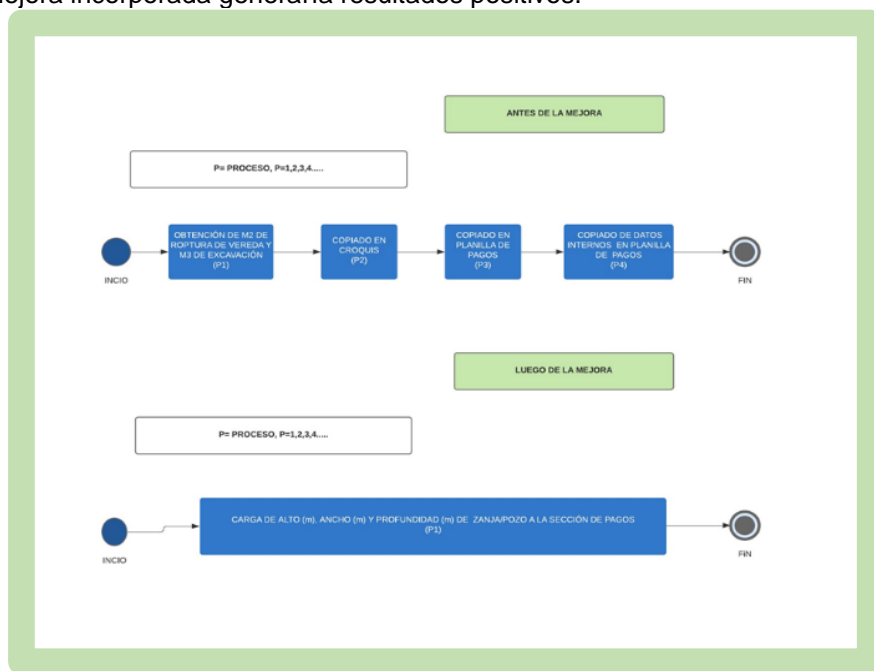 mejora incorporada generaría resultados positivos.
ANTES DE LA MEJORA
P= PROCESO, P=1,2,3,4.....
OBTENCIÓN DE M2 DE
ROPTURA DE VEREDA Y
M3 DE EXCAVACIÓN
(P1)
COPIADO EN
CROQUIS
(P2)
COPIADO EN
PLANILLA DE
PAGOS
(P3)
COPIADO DE DATOS
INTERNOS EN PLANILLA
DE PAGOS
(P4)
INCIO
FIN
LUEGO DE LA MEJORA
P= PROCESO, P=1,2,3,4.....
CARGA DE ALTO (m), ANCHO (m) Y PROFUNDIDAD (m) DE ZANJA/POZO A LA SECCIÓN DE PAGOS
(P1)
INCIO
FIN